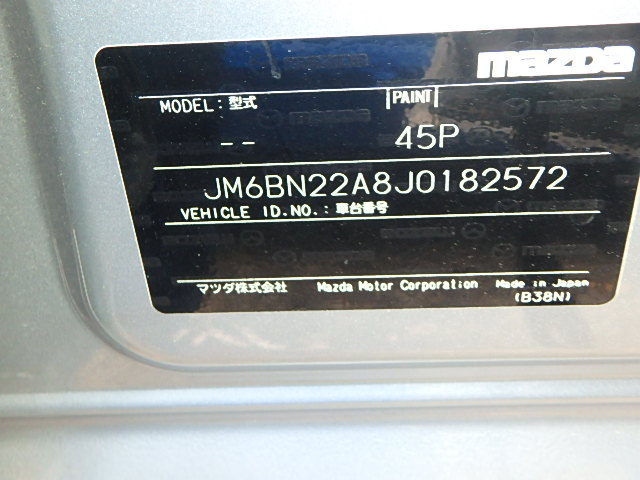 mazda
MODEL: 型式 PAINT
-- 45P
JM6BN22A8J0182572
VEHICLE ID.NO.: 車台番号
マツダ株式会社 Mazda Motor Corporation Made in Japan
(B38N)